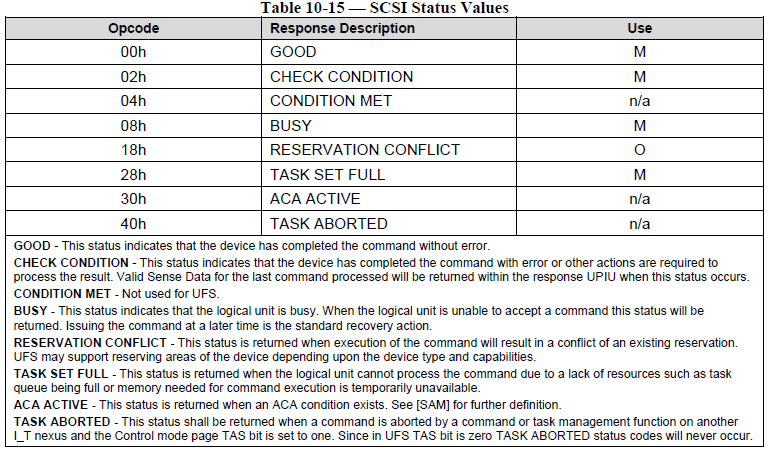 Table 10-15 — SCSI Status Values
Opcode Response Description Use
00h GOOD M
02h CHECK CONDITION M
04h CONDITION MET n/a
08h BUSY M
18h RESERVATION CONFLICT O
28h TASK SET FULL M
30h ACA ACTIVE n/a
40h TASK ABORTED n/a
GOOD - This status indicates that the device has completed the command without error.
CHECK CONDITION - This status indicates that the device has completed the command with error or other actions are required to
process the result. Valid Sense Data for the last command processed will be returned within the response UPIU when this status occurs.
CONDITION MET - Not used for UFS.
BUSY - This status indicates that the logical unit is busy. When the logical unit is unable to accept a command this status will be
returned. Issuing the command at a later time is the standard recovery action.
RESERVATION CONFLICT - This status is returned when execution of the command will result in a conflict of an existing reservation.
UFS may support reserving areas of the device depending upon the device type and capabilities.
TASK SET FULL - This status is returned when the logical unit cannot process the command due to a lack of resources such as task
queue being full or memory needed for command execution is temporarily unavailable.
ACA ACTIVE - This status is returned when an ACA condition exists. See [SAM] for further definition.
TASK ABORTED - This status shall be returned when a command is aborted by a command or task management function on another
I_T nexus and the Control mode page TAS bit is set to one. Since in UFS TAS bit is zero TASK ABORTED status codes will never occur.